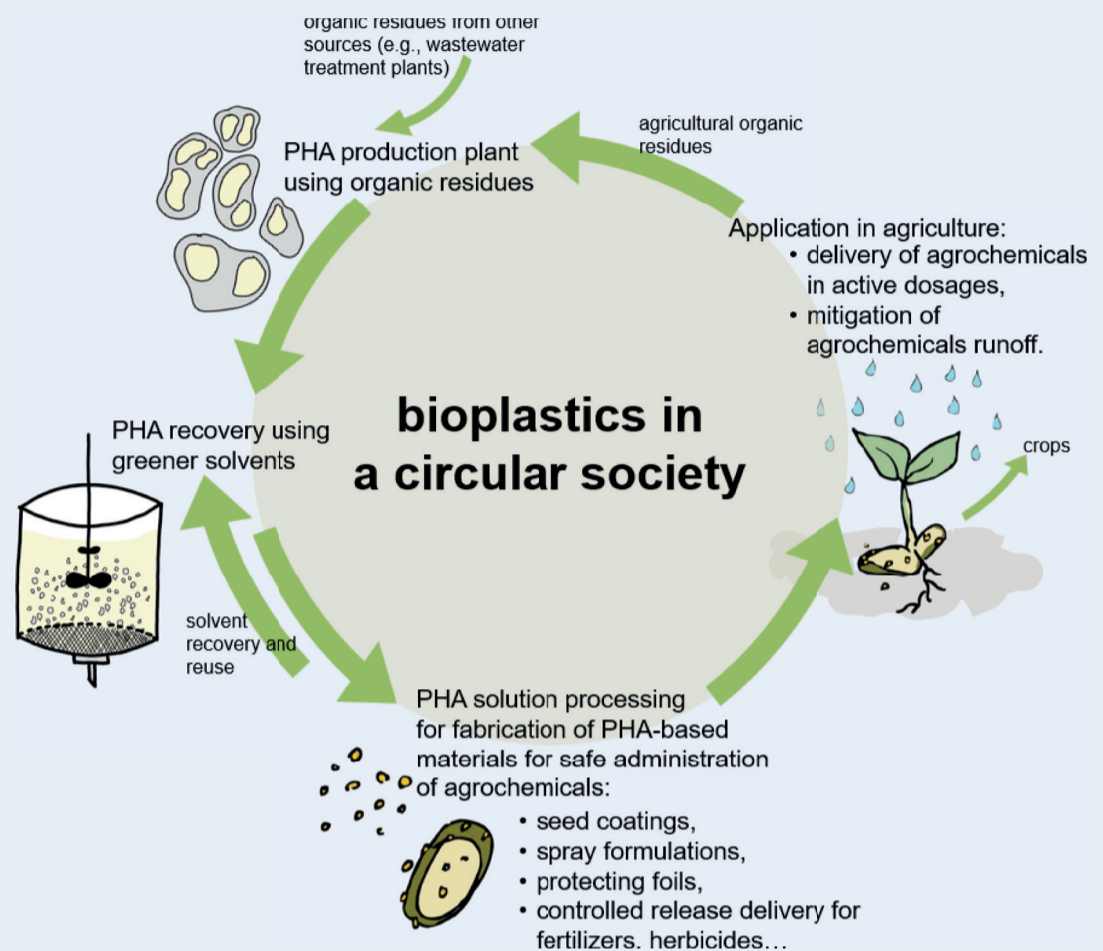 organic residues from other
sources (e.g., wastewater
treatment plants)
PHA production plant
using organic residues
agricultural organic
residues
Application in agriculture:
• delivery of agrochemicals
in active dosages,
• mitigation of
agrochemicals runoff.
crops
bioplastics in
a circular society
PHA recovery using
greener solvents
solvent
recovery and
reuse
PHA solution processing
for fabrication of PHA-based
materials for safe administration
of agrochemicals:
• seed coatings,
• spray formulations,
• protecting foils,
• controlled release delivery for
fertilizers, herbicides…